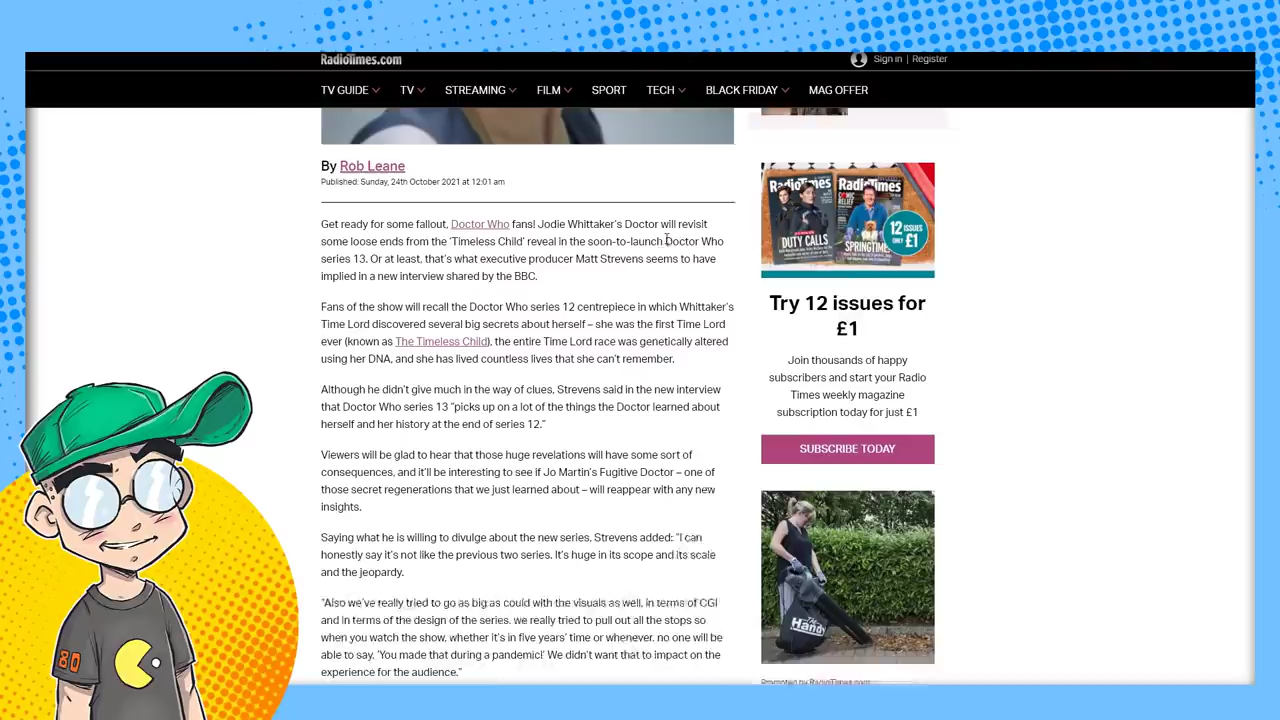 RadioTimes.com
Sign in | Register
TV GUIDE TV STREAMING FILM SPORT TECH BLACK FRIDAY MAG OFFER
By Rob Leane
Published: Sunday, 24th October 2021 at 12:01 am
Get ready for some fallout, Doctor Who fans! Jodie Whittaker's Doctor will revisit
some loose ends from the 'Timeless Child' reveal in the soon-to-launch Doctor Who
series 13. Or at least, that's what executive producer Matt Strevens seems to have
implied in a new interview shared by the BBC.
Fans of the show will recall the Doctor Who series 12 centrepiece in which Whittaker's
Time Lord discovered several big secrets about herself – she was the first Time Lord
ever (known as The Timeless Child), the entire Time Lord race was genetically altered
using her DNA, and she has lived countless lives that she can't remember.
Although he didn't give much in the way of clues, Strevens said in the new interview
that Doctor Who series 13 "picks up on a lot of the things the Doctor learned about
herself and her history at the end of series 12."
Viewers will be glad to hear that those huge revelations will have some sort of
consequences, and it'll be interesting to see if Jo Martin's Fugitive Doctor – one of
those secret regenerations that we just learned about – will reappear with any new
insights.
Saying what he is willing to divulge about the new series, Strevens added: "I can
honestly say it's not like the previous two series. It's huge in its scope and its scale
and the jeopardy.
"Also we've really tried to go as big as could with the visuals as well, in terms of CGI
and in terms of the design of the series. we really tried to pull out all the stops so
when you watch the show, whether it's in five years' time or whenever. no one will be
able to say. 'You made that during a pandemic!' We didn't want that to impact on the
experience for the audience."
RadioTimes
RadioTimes
COMIC
RELIEF
DUTY CALLS
SPRINGTIME
12 ISSUES
ONLY £1
Try 12 issues for
£1
Join thousands of happy
subscribers and start your Radio
Times weekly magazine
subscription today for just £1
SUBSCRIBE TODAY
The
Handy
Promoted by RadioTimes.com
80